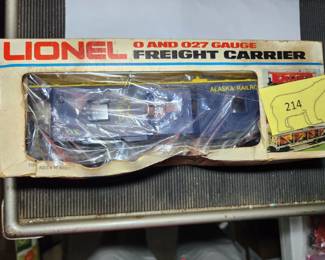 LIONEL
O AND O27 GAUGE
FREIGHT CARRIER
ALASKA RAILRO
214